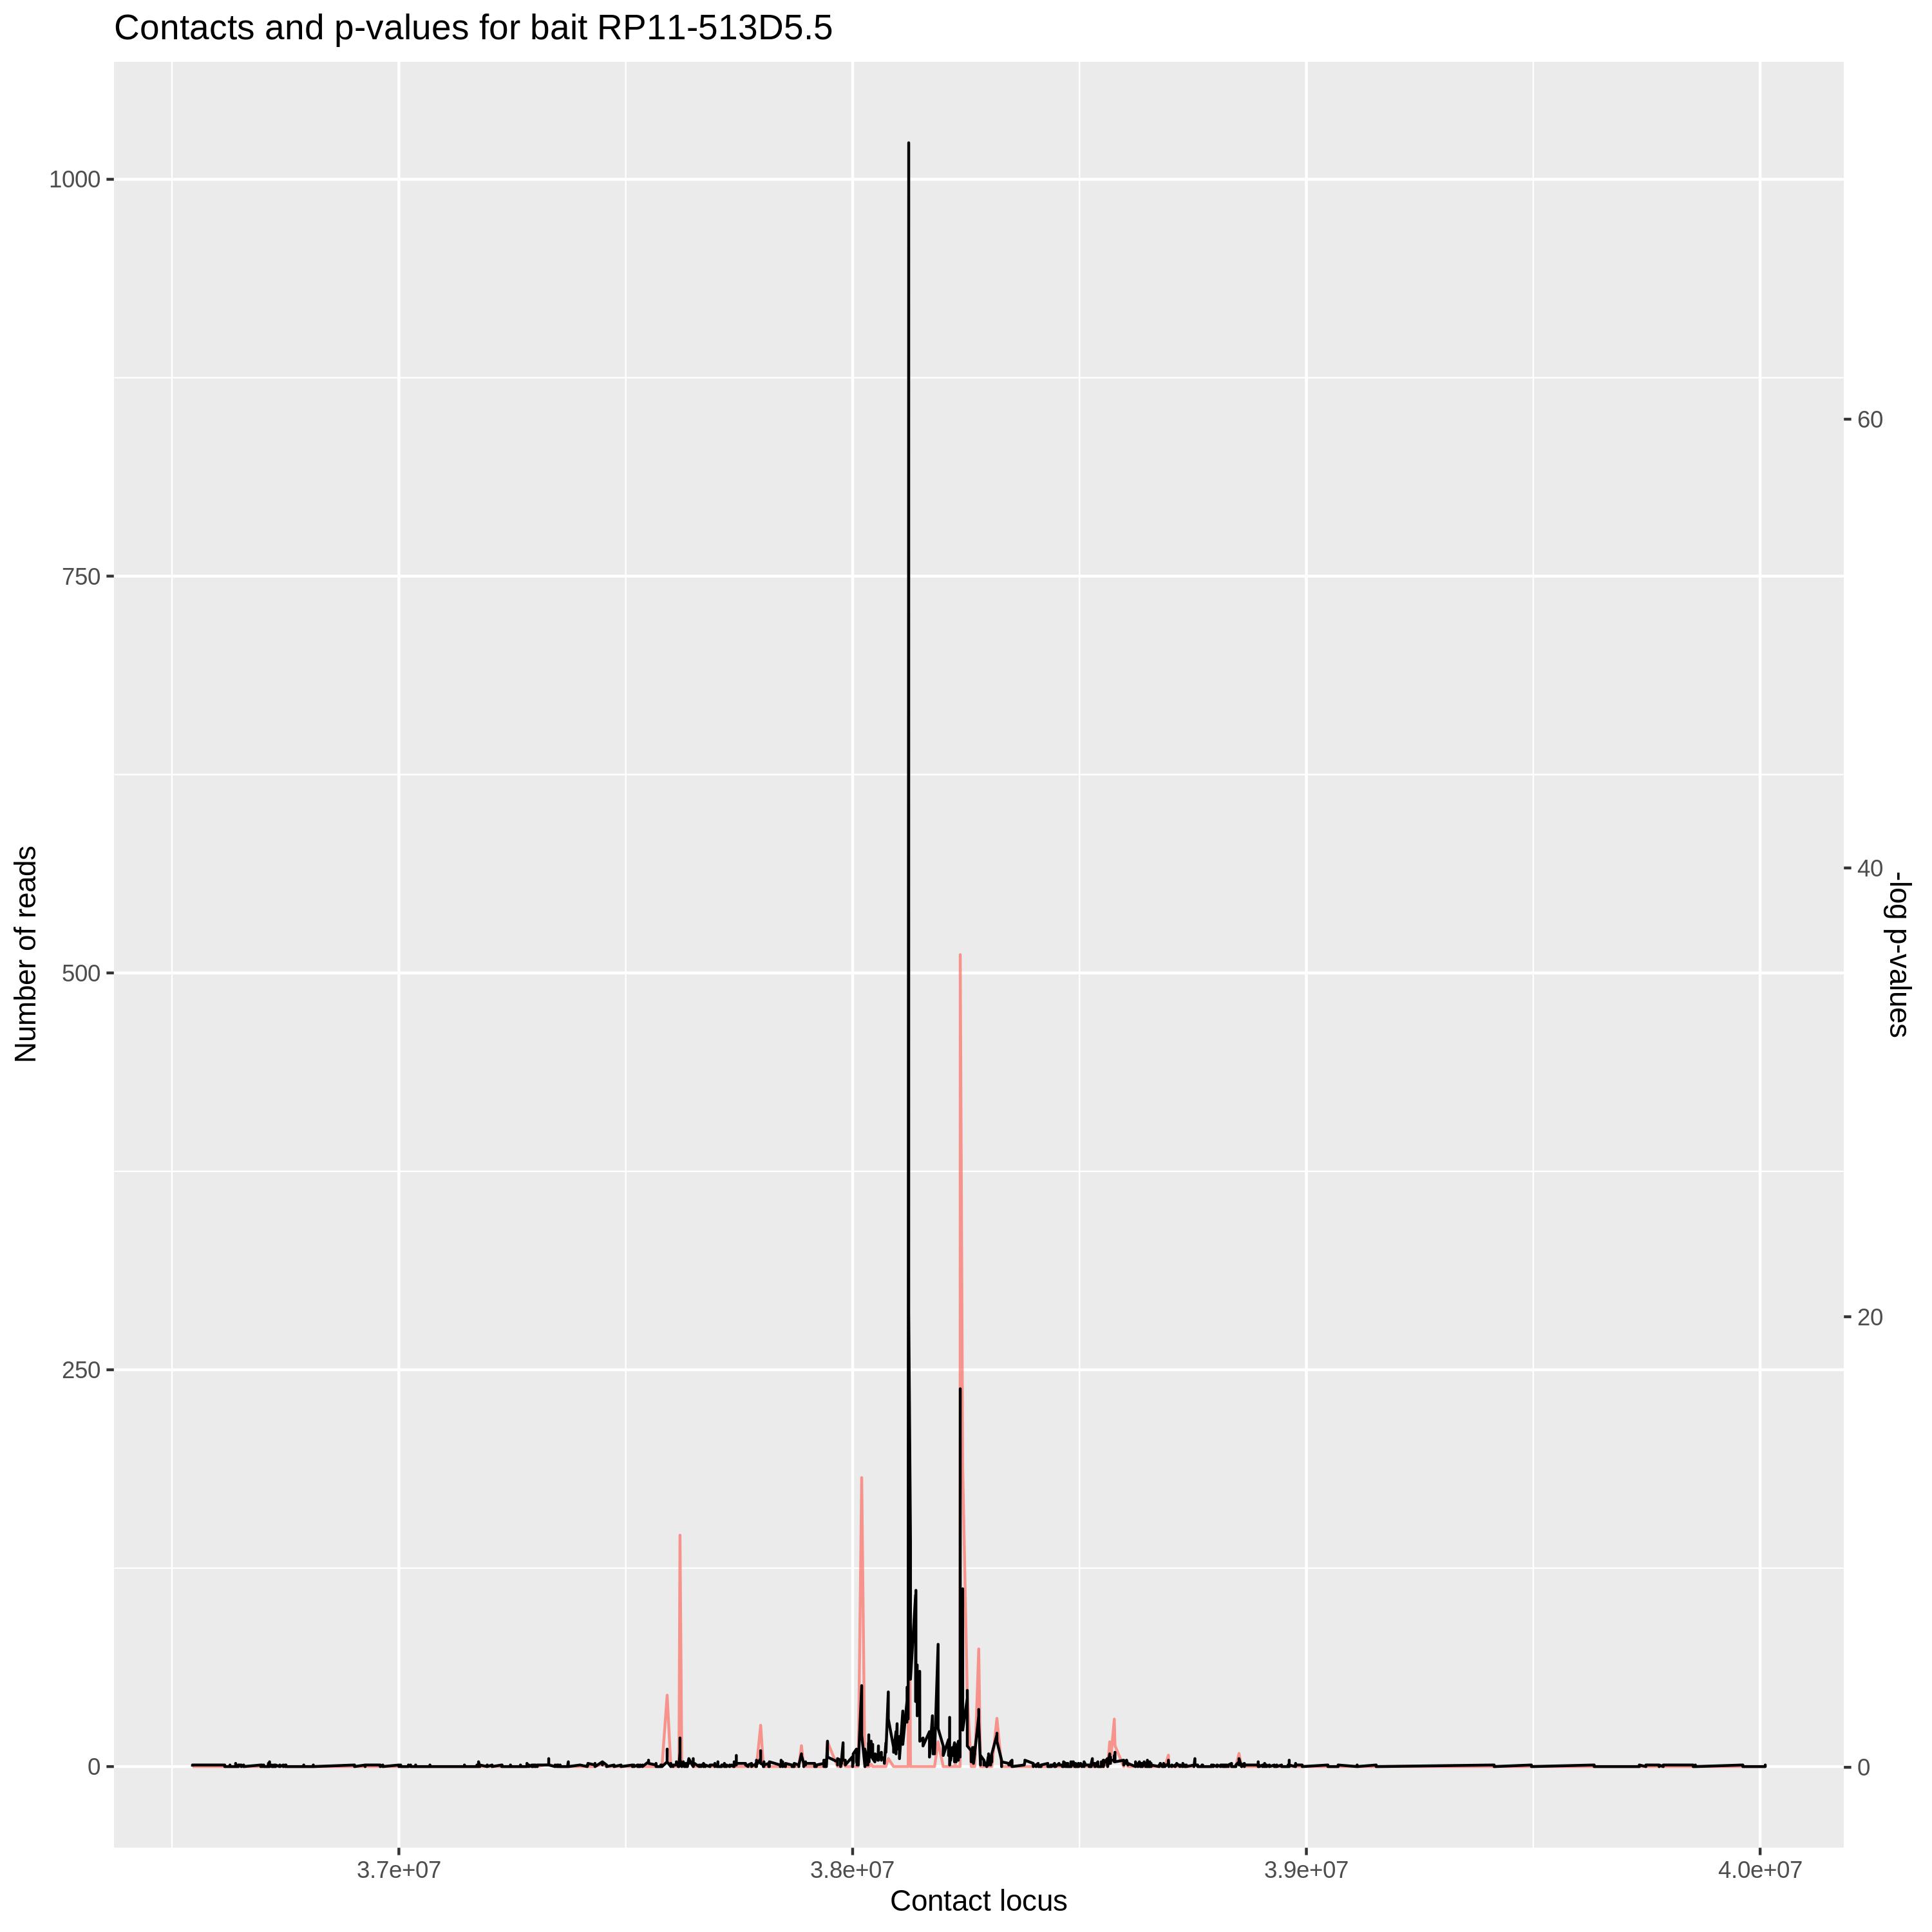 Contacts and p-values for bait RP11-513D5.5
1000
750
500
250
0
Number of reads
60
40
20
0
-log p-values
3.7e+07
3.8e+07
3.9e+07
4.0e+07
Contact locus